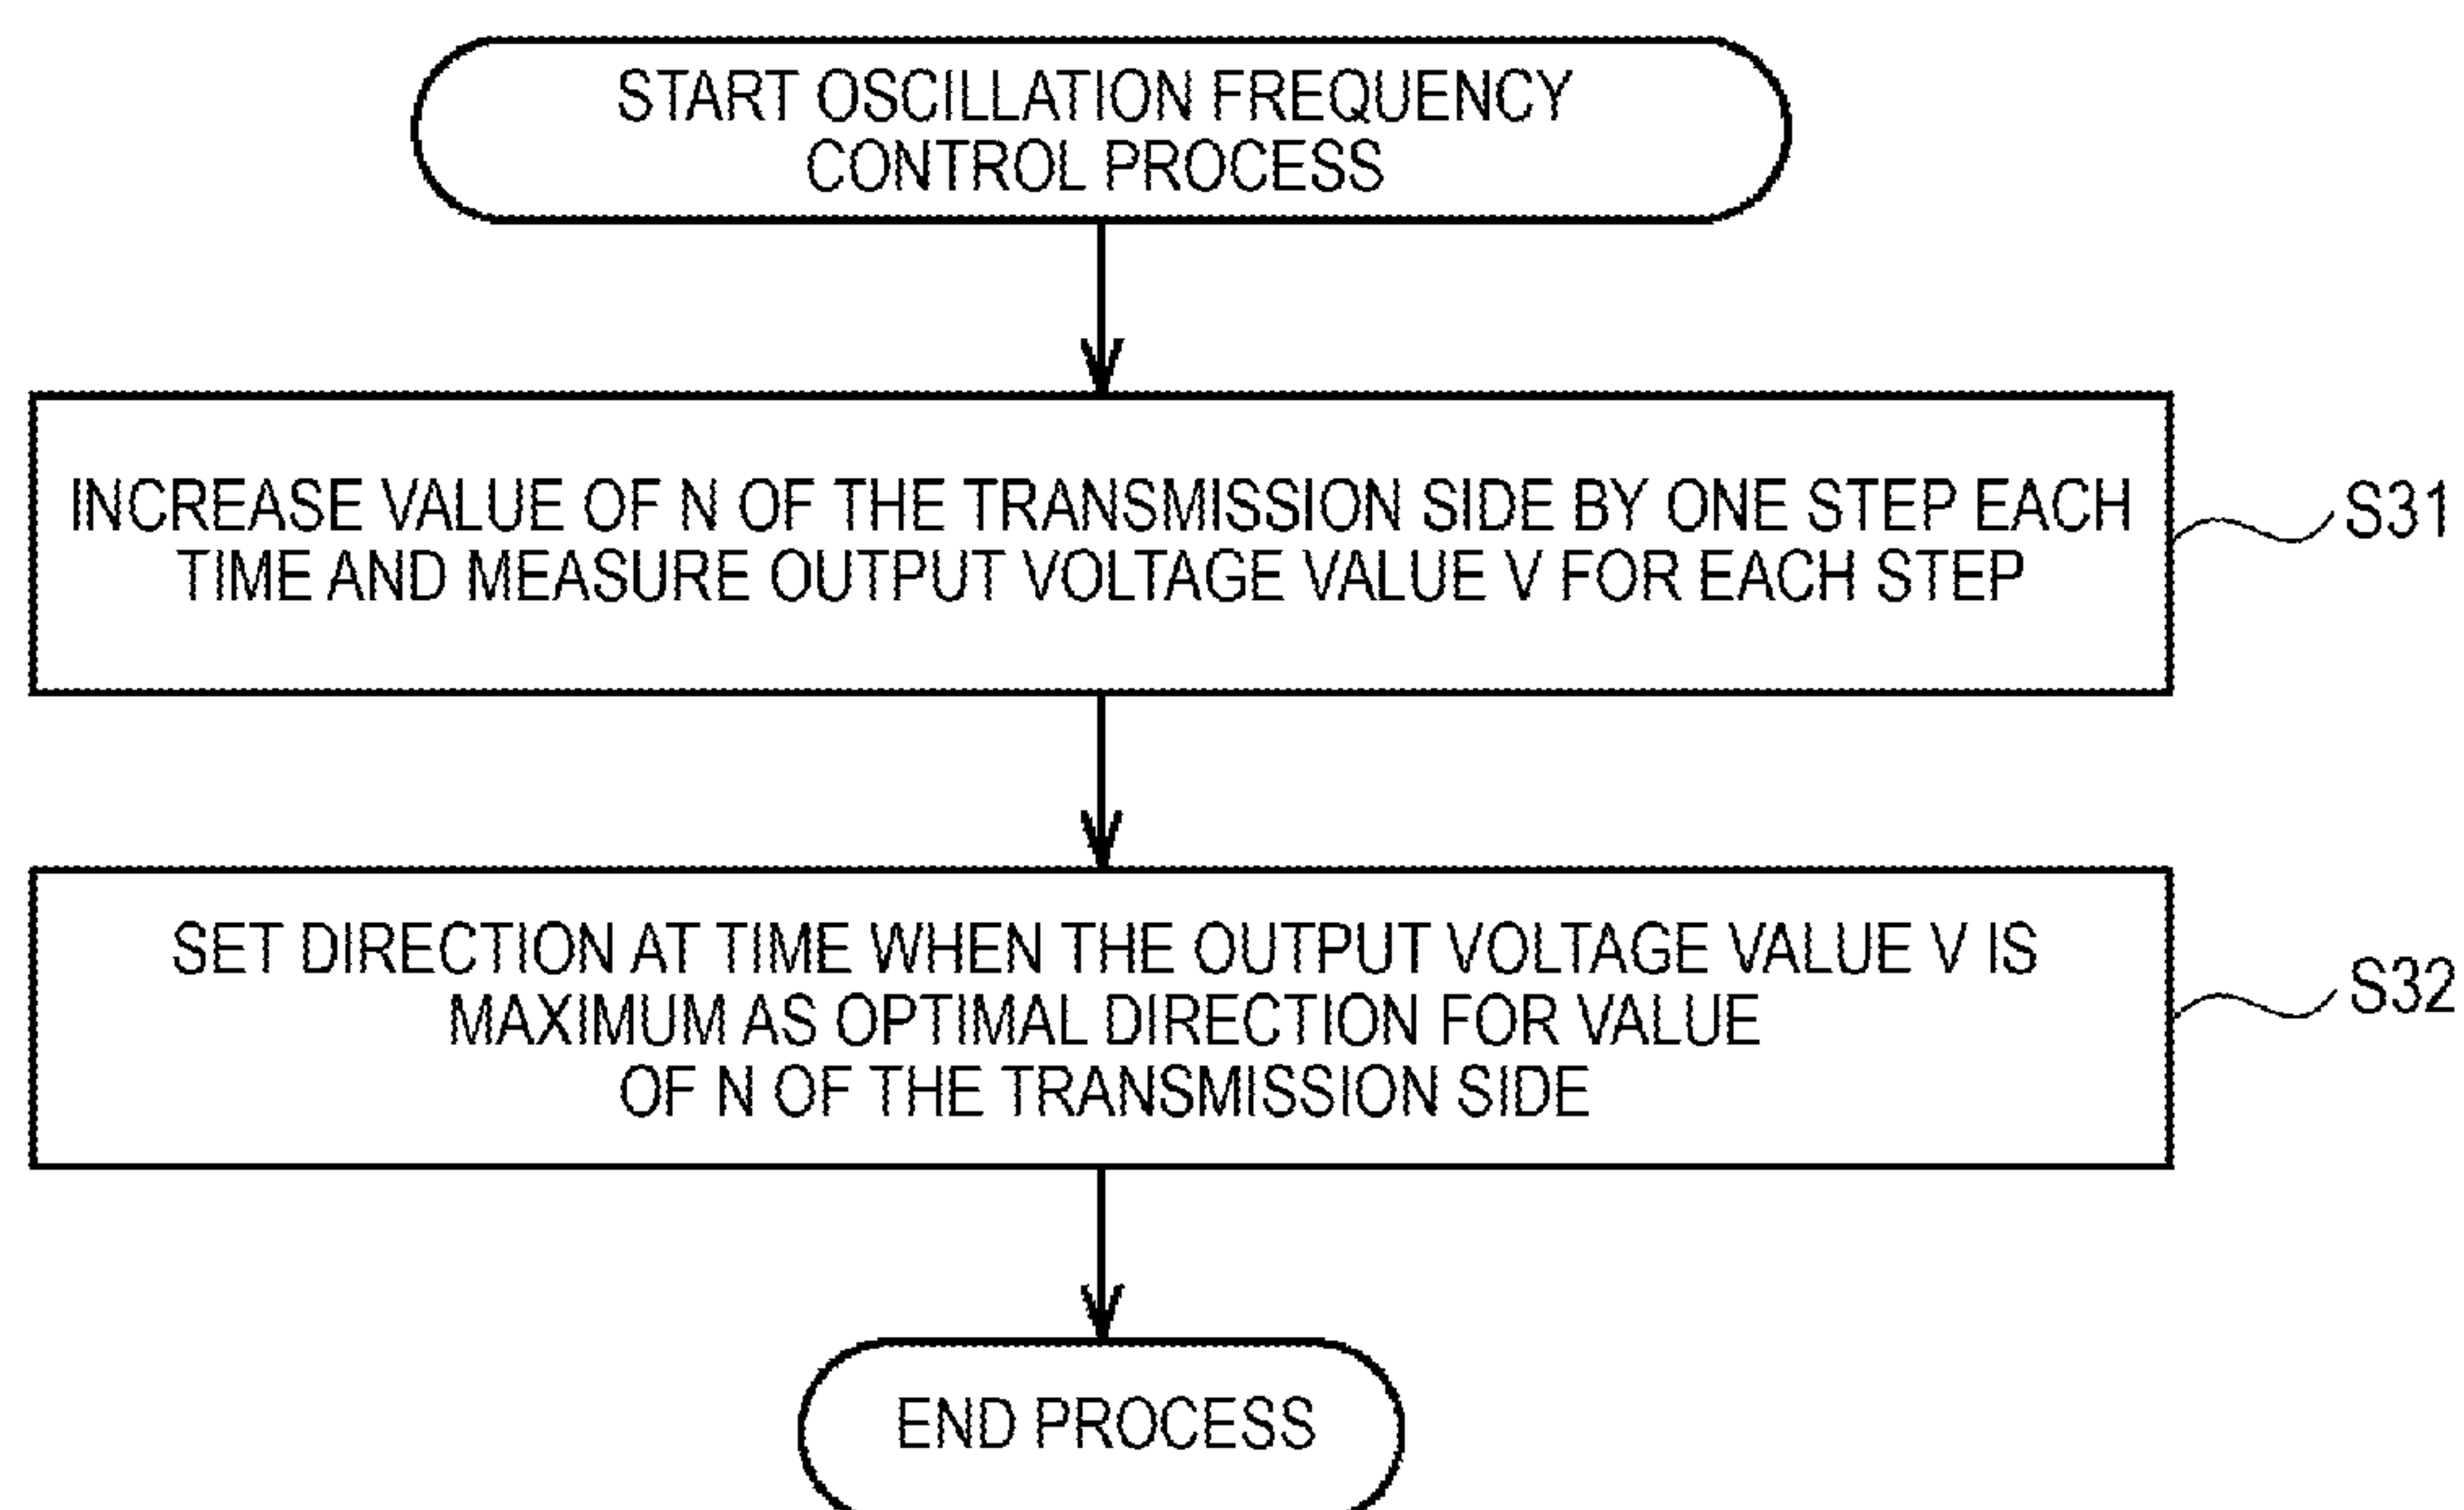 START OSCILLATION FREQUENCY
CONTROL PROCESS
INCREASE VALUE OF N OF THE TRANSMISSION SIDE BY ONE STEP EACH
TIME AND MEASURE OUTPUT VOLTAGE VALUE V FOR EACH STEP
S31
SET DIRECTION AT TIME WHEN THE OUTPUT VOLTAGE VALUE V IS
MAXIMUM AS OPTIMAL DIRECTION FOR VALUE
OF N OF THE TRANSMISSION SIDE
S32
END PROCESS